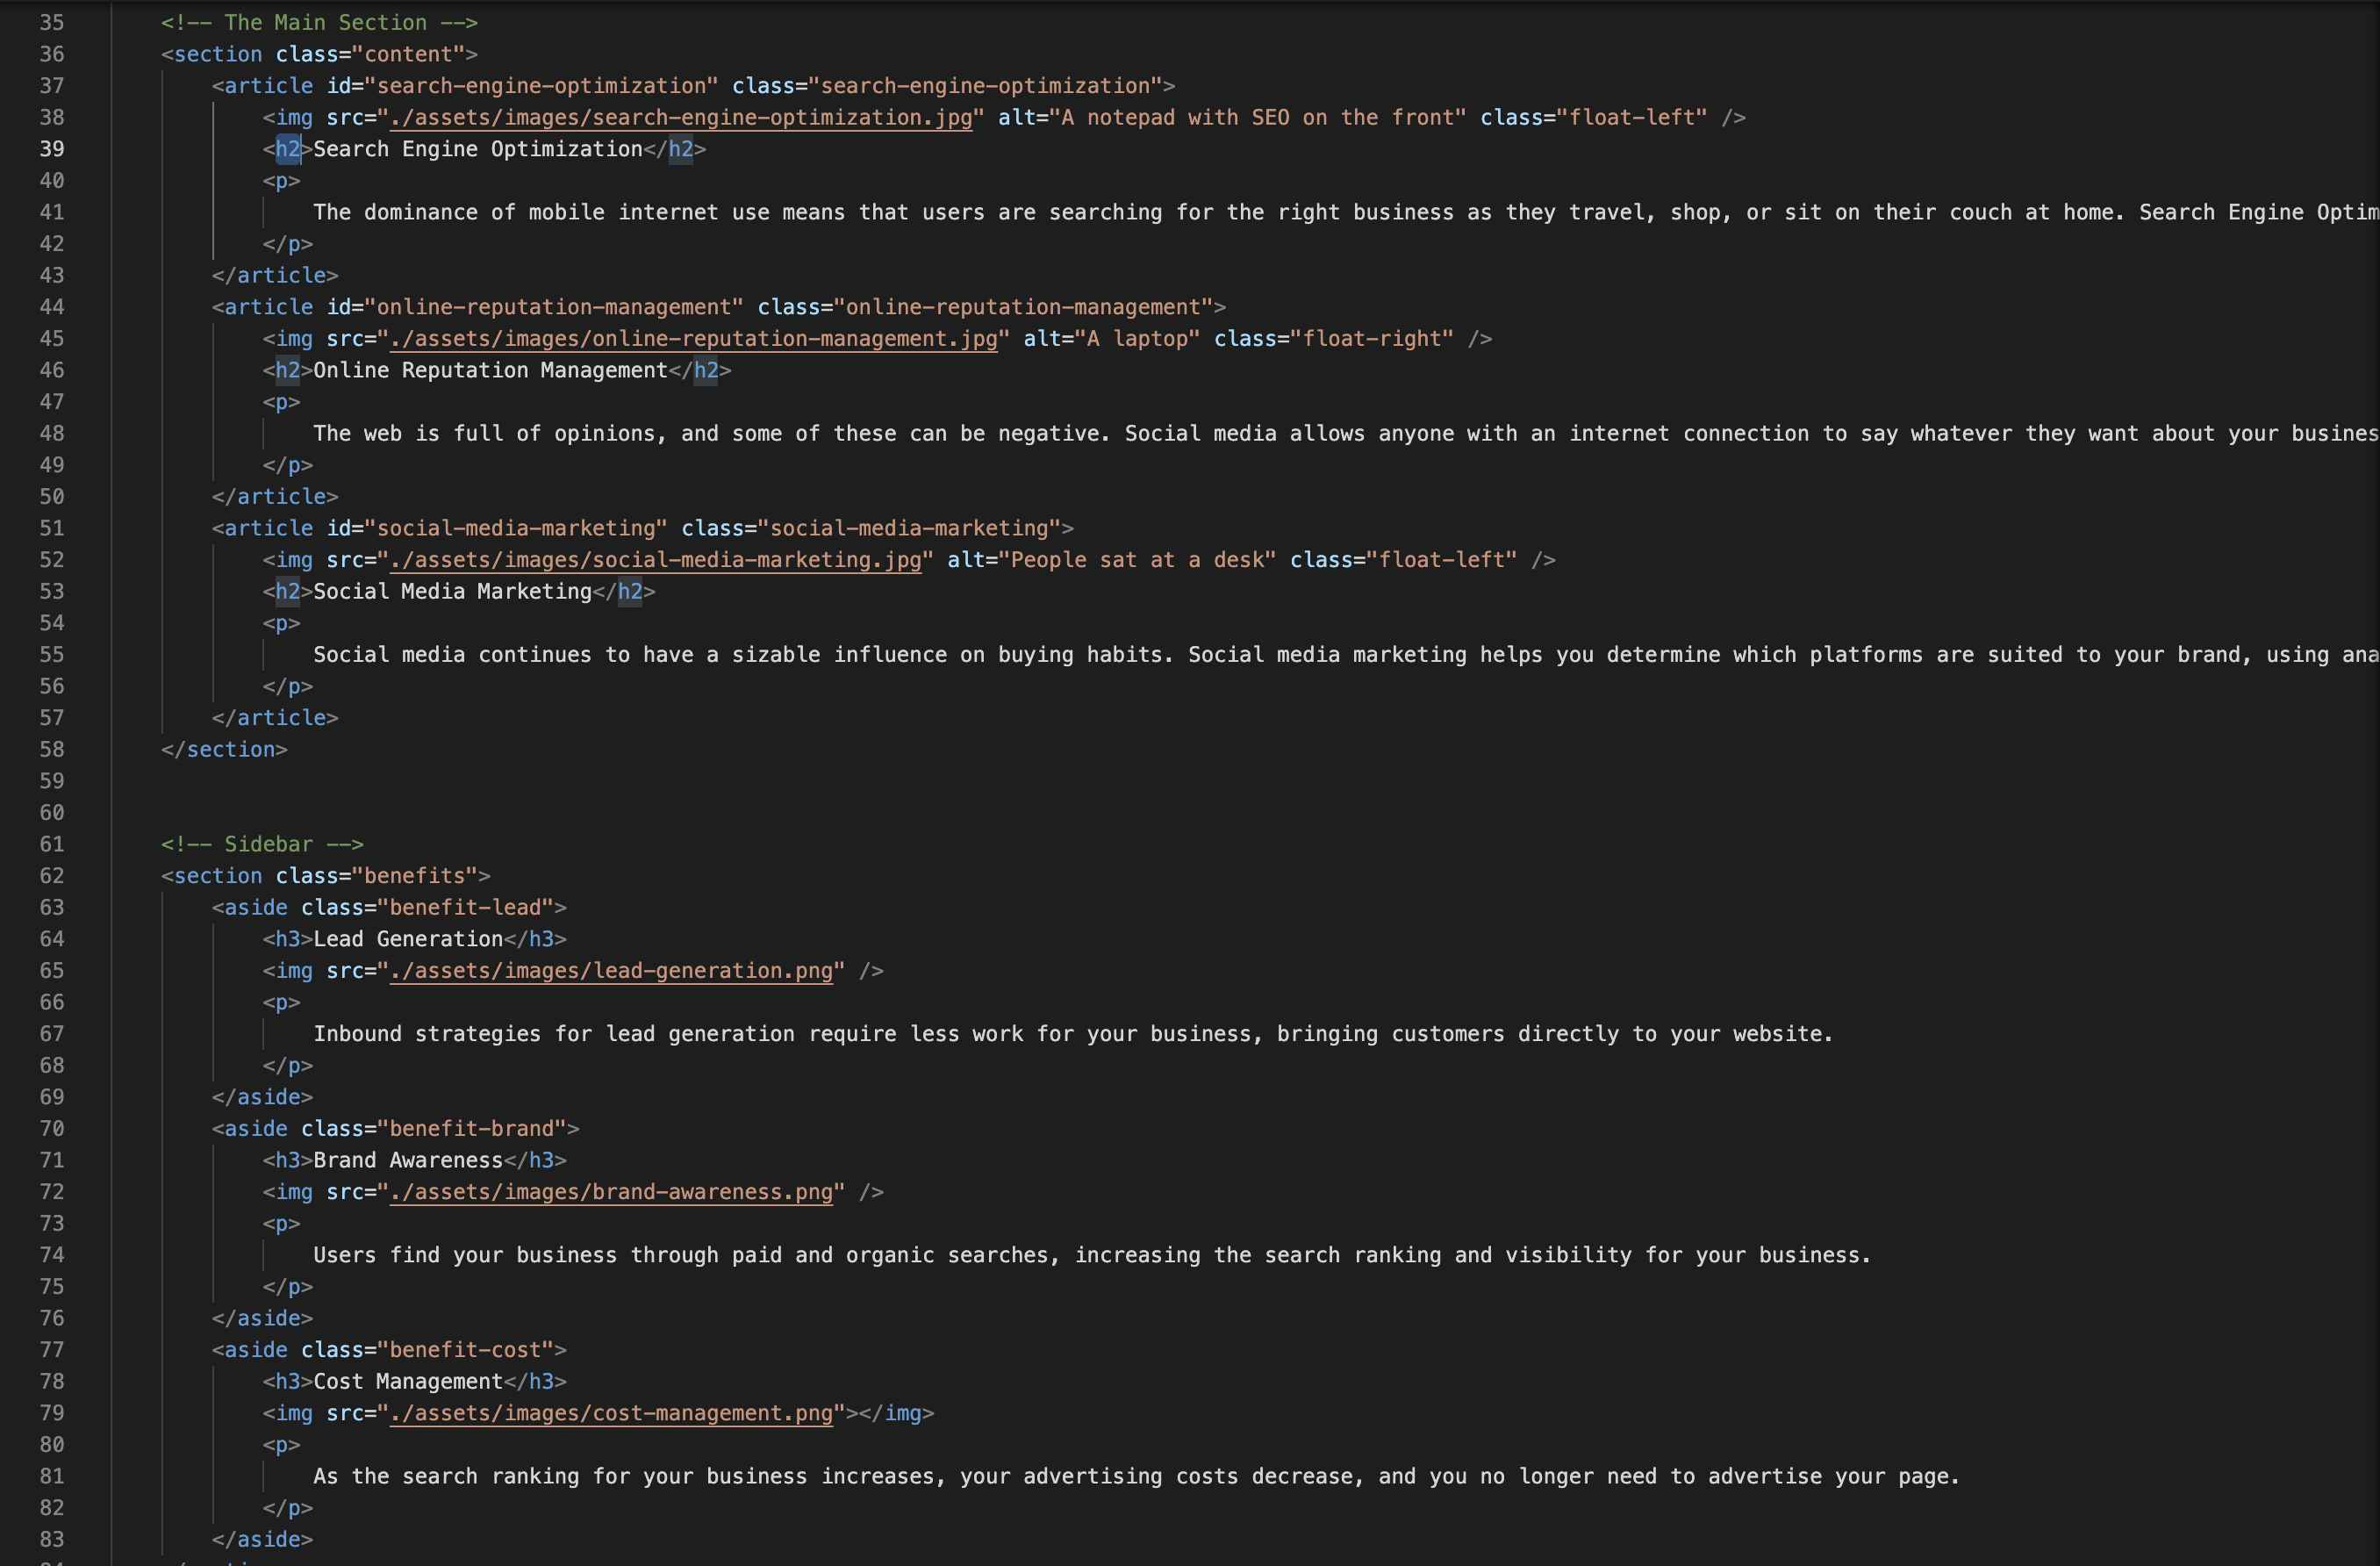 35 <!-- The Main Section -->
36 <section class="content">
37 <article id="search-engine-optimization" class="search-engine-optimization">
38 <img src="./assets/images/search-engine-optimization.jpg" alt="A notepad with SEO on the front" class="float-left" />
39 <h2>Search Engine Optimization</h2>
40 <p>
41 The dominance of mobile internet use means that users are searching for the right business as they travel, shop, or sit on their couch at home. Search Engine Optim
42 </p>
43 </article>
44 <article id="online-reputation-management" class="online-reputation-management">
45 <img src="./assets/images/online-reputation-management.jpg" alt="A laptop" class="float-right" />
46 <h2>Online Reputation Management</h2>
47 <p>
48 The web is full of opinions, and some of these can be negative. Social media allows anyone with an internet connection to say whatever they want about your busines
49 </p>
50 </article>
51 <article id="social-media-marketing" class="social-media-marketing">
52 <img src="./assets/images/social-media-marketing.jpg" alt="People sat at a desk" class="float-left" />
53 <h2>Social Media Marketing</h2>
54 <p>
55 Social media continues to have a sizable influence on buying habits. Social media marketing helps you determine which platforms are suited to your brand, using ana
56 </p>
57 </article>
58 </section>
59
60
61 <!-- Sidebar -->
62 <section class="benefits">
63 <aside class="benefit-lead">
64 <h3>Lead Generation</h3>
65 <img src="./assets/images/lead-generation.png" />
66 <p>
67 Inbound strategies for lead generation require less work for your business, bringing customers directly to your website.
68 </p>
69 </aside>
70 <aside class="benefit-brand">
71 <h3>Brand Awareness</h3>
72 <img src="./assets/images/brand-awareness.png" />
73 <p>
74 Users find your business through paid and organic searches, increasing the search ranking and visibility for your business.
75 </p>
76 </aside>
77 <aside class="benefit-cost">
78 <h3>Cost Management</h3>
79 <img src="./assets/images/cost-management.png"></img>
80 <p>
81 As the search ranking for your business increases, your advertising costs decrease, and you no longer need to advertise your page.
82 </p>
83 </aside>